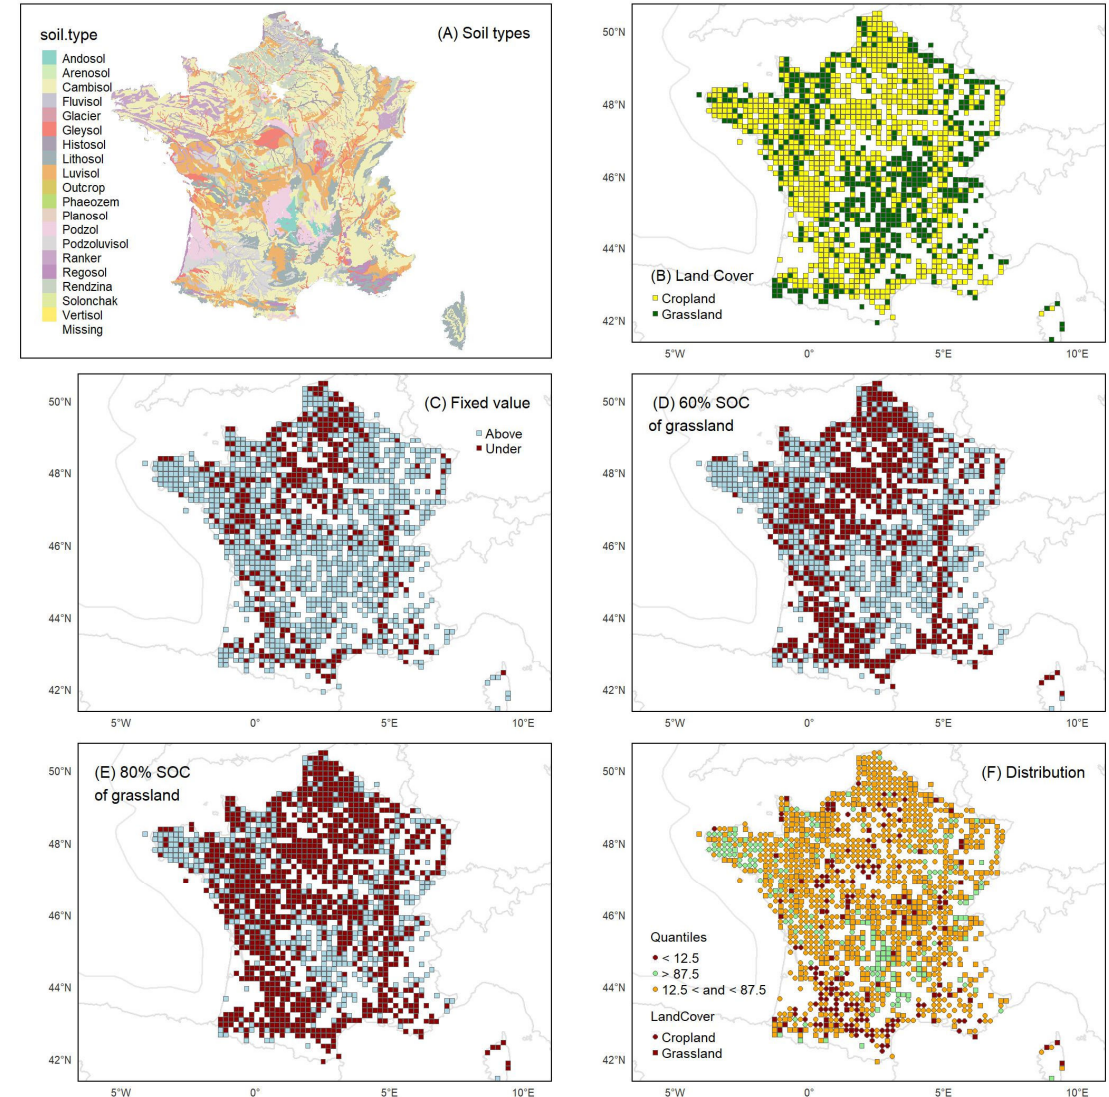 soil.type
(A) Soil types
Andosol
Arenosol
Cambisol
Fluvisol
Glacier
Gleysol
Histosol
Lithosol
Luvisol
Outcrop
Phaeozem
Planosol
Podzol
Podzoluvisol
Ranker
Regosol
Rendzina
Solonchak
Vertisol
Missing
50°N
48°N
46°N
44°N
42°N
(B) Land Cover
Cropland
Grassland
5°W
0°
5°E
10°E
50°N
48°N
46°N
44°N
42°N
(C) Fixed value
Above
Under
5°W
0°
5°E
10°E
50°N
48°N
46°N
44°N
42°N
(D) 60% SOC
of grassland
5°W
0°
5°E
10°E
50°N
48°N
46°N
44°N
42°N
(E) 80% SOC
of grassland
5°W
0°
5°E
10°E
50°N
48°N
46°N
44°N
42°N
(F) Distribution
Quantiles
< 12.5
> 87.5
12.5 < and < 87.5
LandCover
Cropland
Grassland
5°W
0°
5°E
10°E